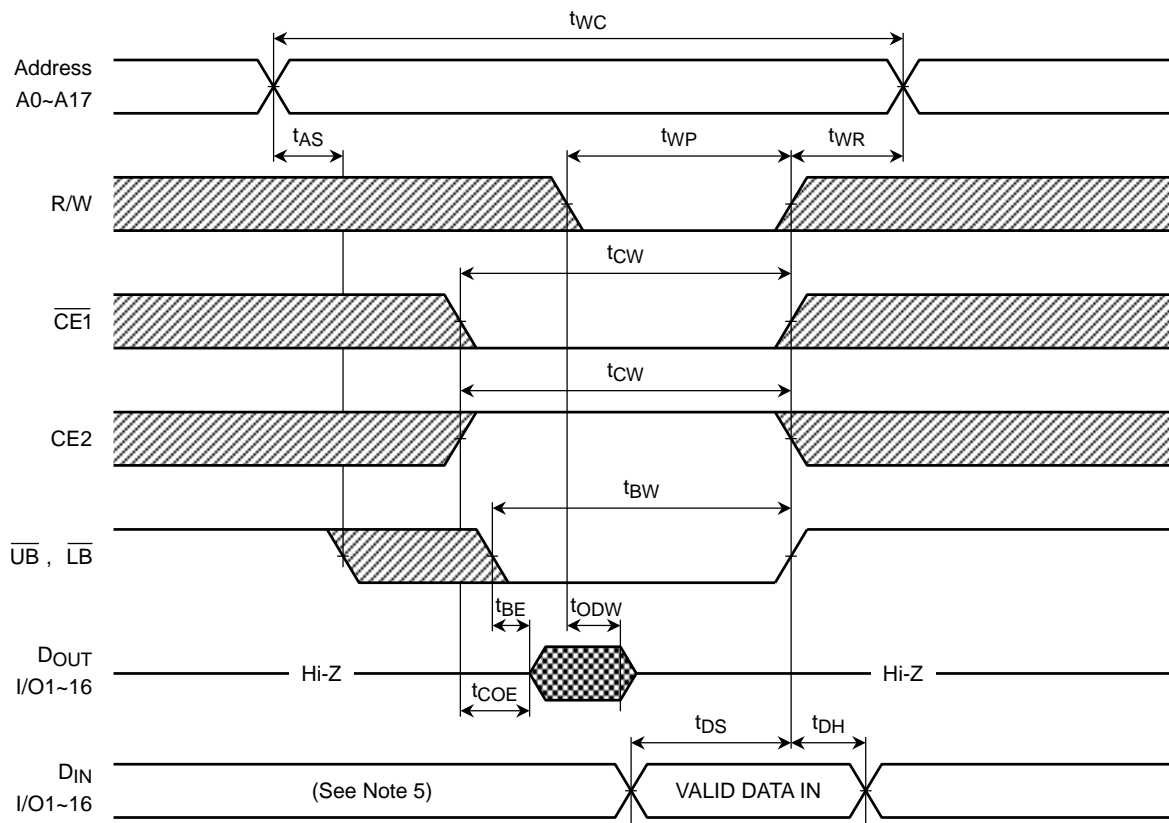 tWC
Address
A0~A17
tAS
tWP
tWR
R/W
tCW
CE1
tCW
CE2
tBW
UB , LB
tBE
tODW
DOUT
I/O1~16
Hi-Z
Hi-Z
tCOE
tDS
tDH
DIN
I/O1~16
(See Note 5)
VALID DATA IN